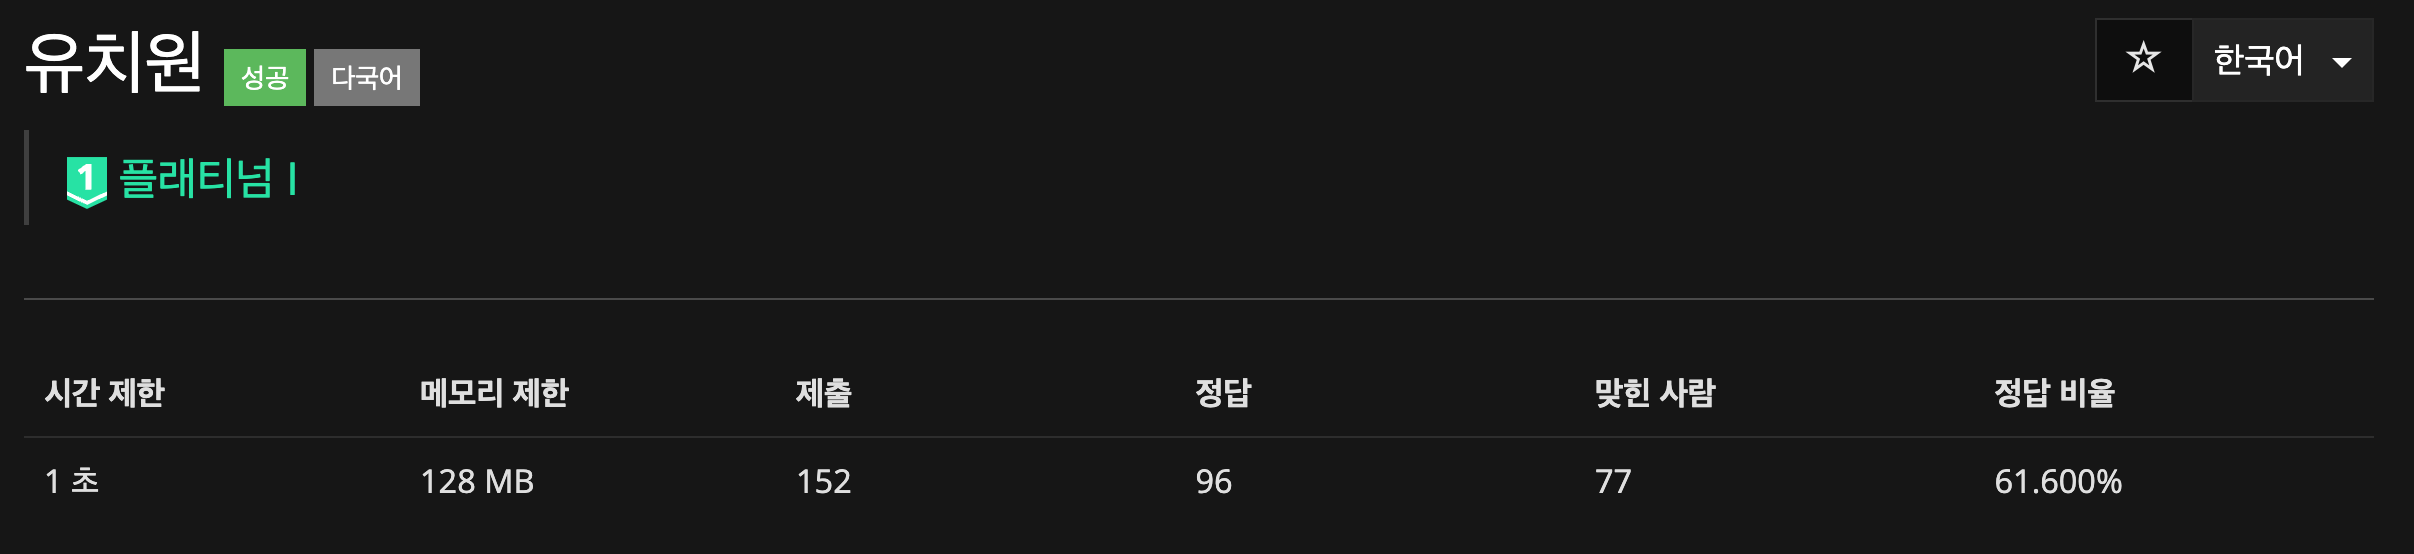 유치원 성공 다국어 ☆ 한국어
1 플래티넘 I
시간 제한 메모리 제한 제출 정답 맞힌 사람 정답 비율
1 초 128 MB 152 96 77 61.600%